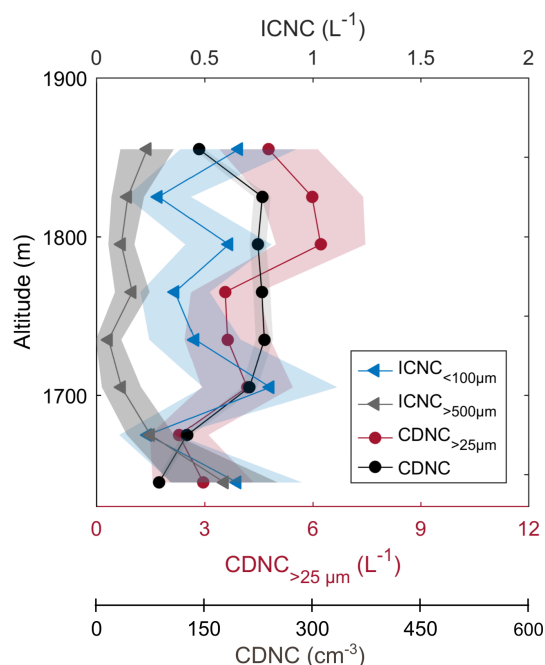 ICNC (L⁻¹)
0 0.5 1 1.5 2
1900
1800
1700
Altitude (m)
ICNC<100μm
ICNC>500μm
CDNC>25μm
CDNC
0 3 6 9 12
CDNC>25 μm (L⁻¹)
0 150 300 450 600
CDNC (cm⁻³)